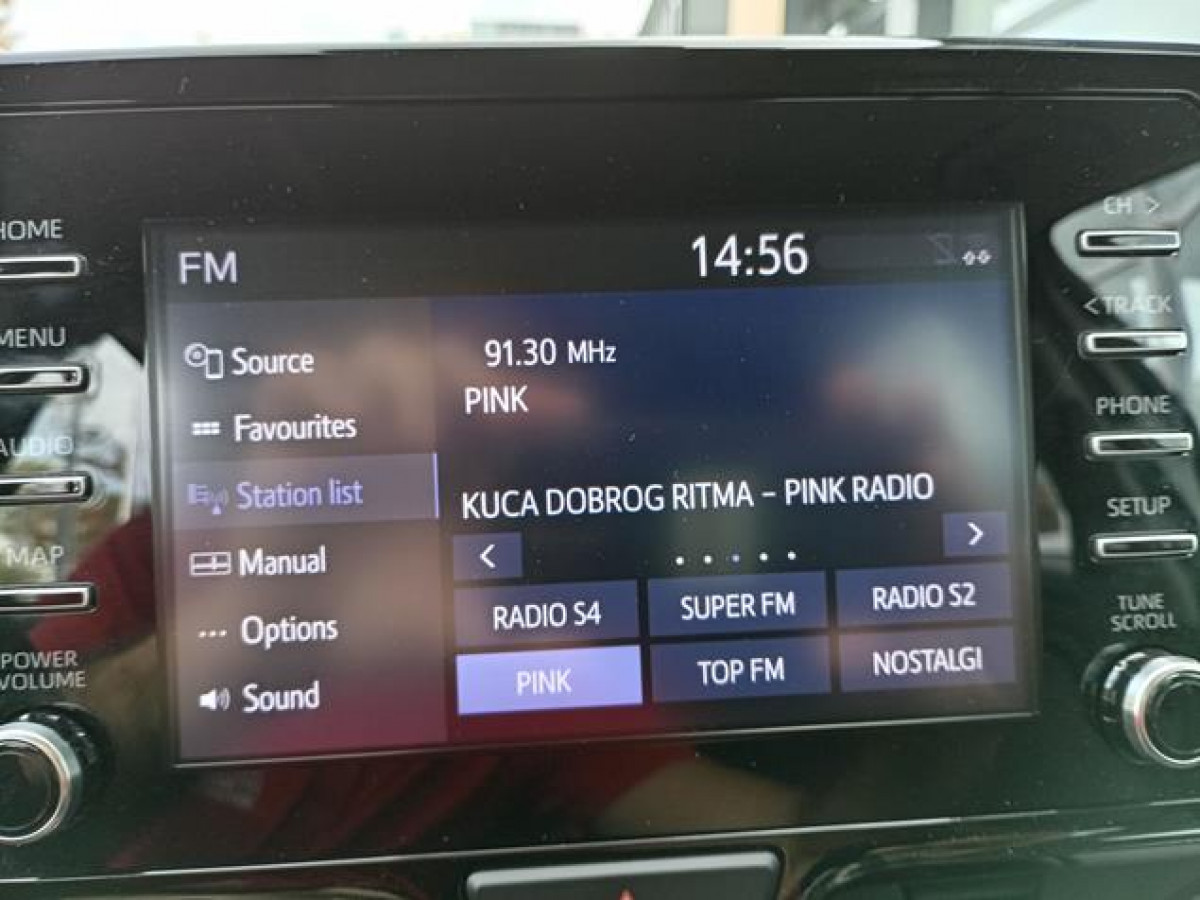 FM
14:56
HOME
MENU
AUDIO
MAP
POWER
VOLUME
Source
Favourites
Station list
Manual
Options
Sound
91.30 MHz
PINK
KUCA DOBROG RITMA - PINK RADIO
<
>
RADIO S4
SUPER FM
RADIO S2
PINK
TOP FM
NOSTALGI
CH >
< TRACK
PHONE
SETUP
TUNE
SCROLL